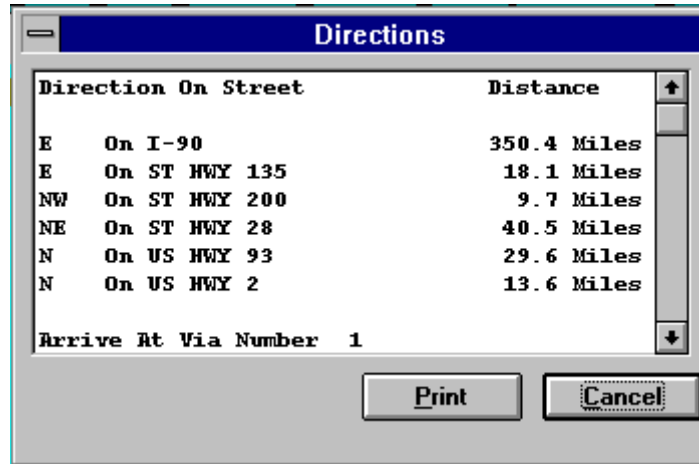 Directions
Direction On Street Distance
E On I-90 350.4 Miles
E On ST HWY 135 18.1 Miles
NW On ST HWY 200 9.7 Miles
NE On ST HWY 28 40.5 Miles
N On US HWY 93 29.6 Miles
N On US HWY 2 13.6 Miles
Arrive At Via Number 1
Print Cancel